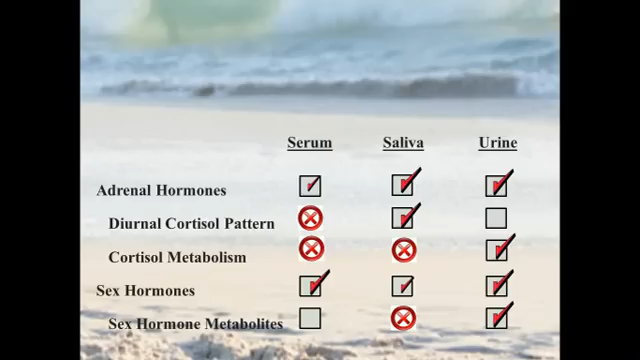 Serum Saliva Urine
Adrenal Hormones
Diurnal Cortisol Pattern
Cortisol Metabolism
Sex Hormones
Sex Hormone Metabolites